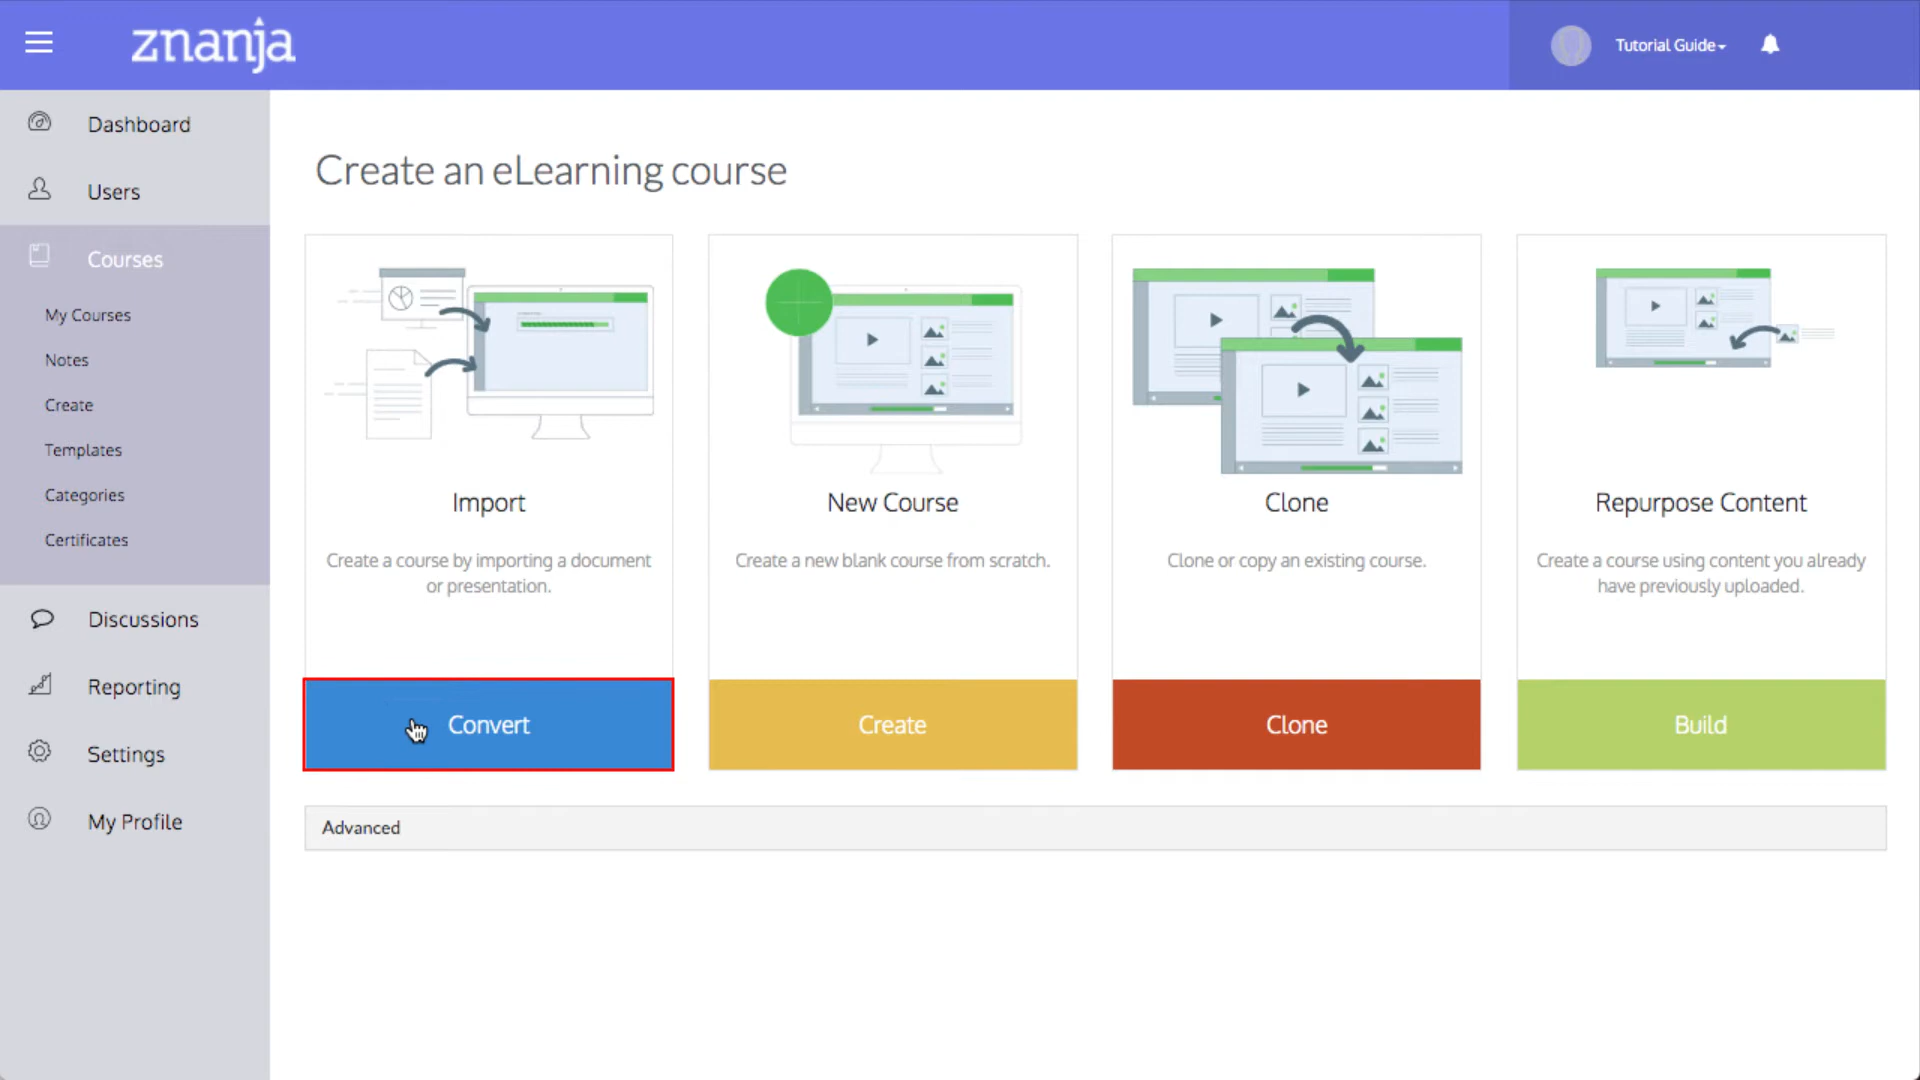 znanja
Tutorial Guide
Dashboard
Users
Courses
My Courses
Notes
Create
Templates
Categories
Certificates
Discussions
Reporting
Settings
My Profile
Create an eLearning course
Import
Create a course by importing a document
or presentation.
Convert
New Course
Create a new blank course from scratch.
Create
Clone
Clone or copy an existing course.
Clone
Repurpose Content
Create a course using content you already
have previously uploaded.
Build
Advanced